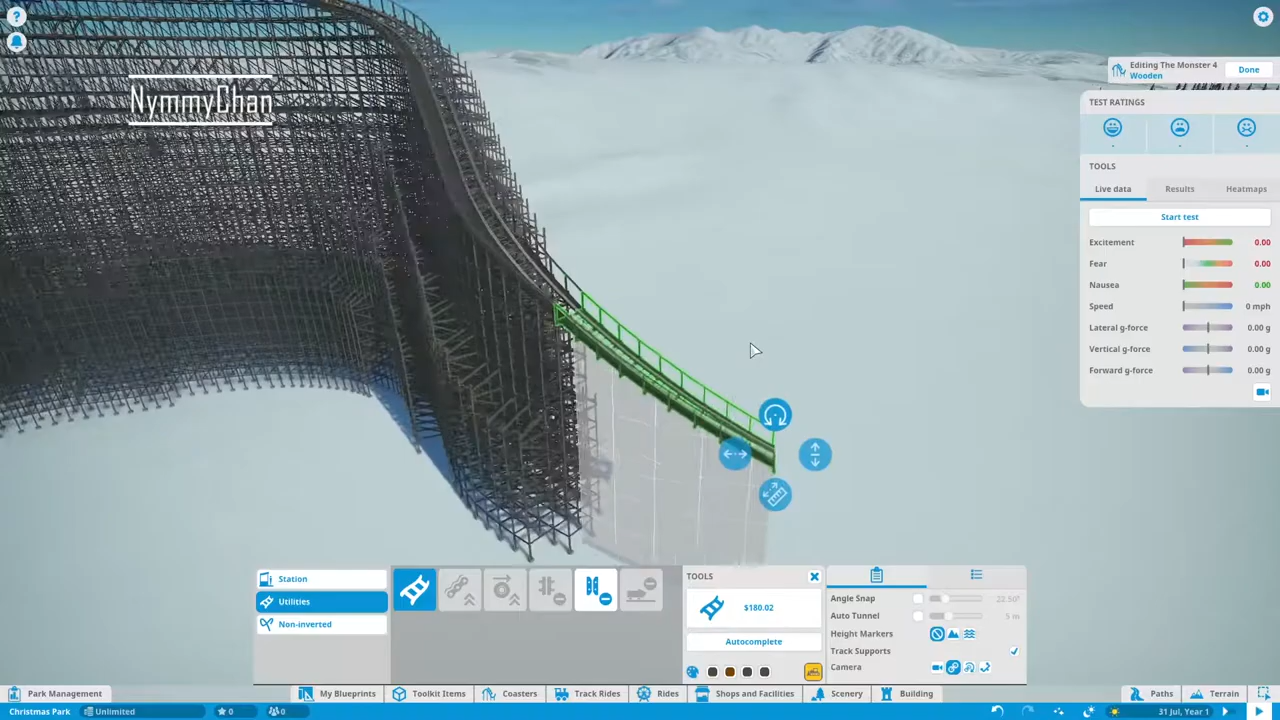 ?
NymmyChan
Editing The Monster 4
Wooden
Done
TEST RATINGS
- - -
TOOLS
Live data Results Heatmaps
Start test
Excitement 0.00
Fear 0.00
Nausea 0.00
Speed 0 mph
Lateral g-force 0.00 g
Vertical g-force 0.00 g
Forward g-force 0.00 g
Station
Utilities
Non-inverted
TOOLS
$180.02
Autocomplete
Angle Snap 22.50°
Auto Tunnel 5 m
Height Markers
Track Supports
Camera
Park Management My Blueprints Toolkit Items Coasters Track Rides Rides Shops and Facilities Scenery Building Paths Terrain
Christmas Park Unlimited 0 0 31 Jul, Year 1